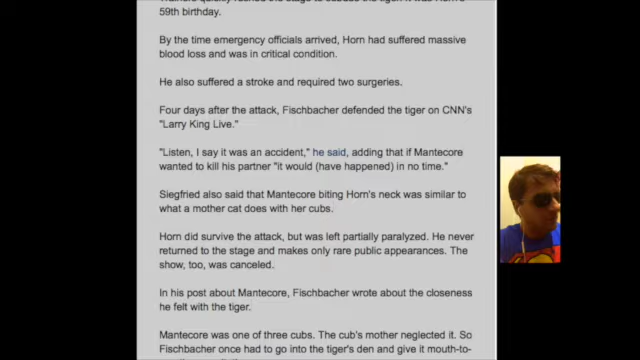 59th birthday.
By the time emergency officials arrived, Horn had suffered massive
blood loss and was in critical condition.
He also suffered a stroke and required two surgeries.
Four days after the attack, Fischbacher defended the tiger on CNN's
"Larry King Live."
"Listen, I say it was an accident," he said, adding that if Mantecore
wanted to kill his partner "it would (have happened) in no time."
Siegfried also said that Mantecore biting Horn's neck was similar to
what a mother cat does with her cubs.
Horn did survive the attack, but was left partially paralyzed. He never
returned to the stage and makes only rare public appearances. The
show, too, was canceled.
In his post about Mantecore, Fischbacher wrote about the closeness
he felt with the tiger.
Mantecore was one of three cubs. The cub's mother neglected it. So
Fischbacher once had to go into the tiger's den and give it mouth-to-